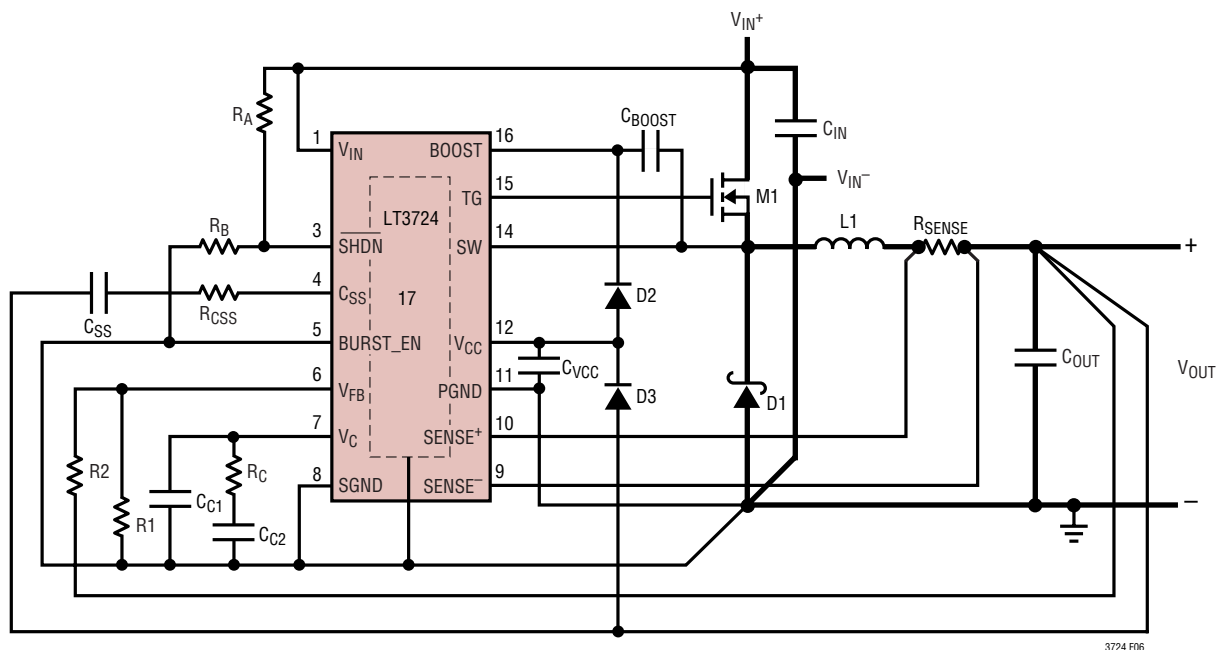 VIN+
RA
CBOOST
CIN
1
VIN
BOOST
16
VIN–
15
TG
M1
LT3724
L1
RSENSE
RB
3
SHDN
SW
14
+
4
CSS
RCSS
CSS
17
D2
5
BURST_EN
VCC
12
CVCC
COUT
VOUT
6
VFB
PGND
11
D3
D1
7
VC
SENSE+
10
R2
RC
8
SGND
SENSE–
9
–
R1
CC1
CC2
3724 F06